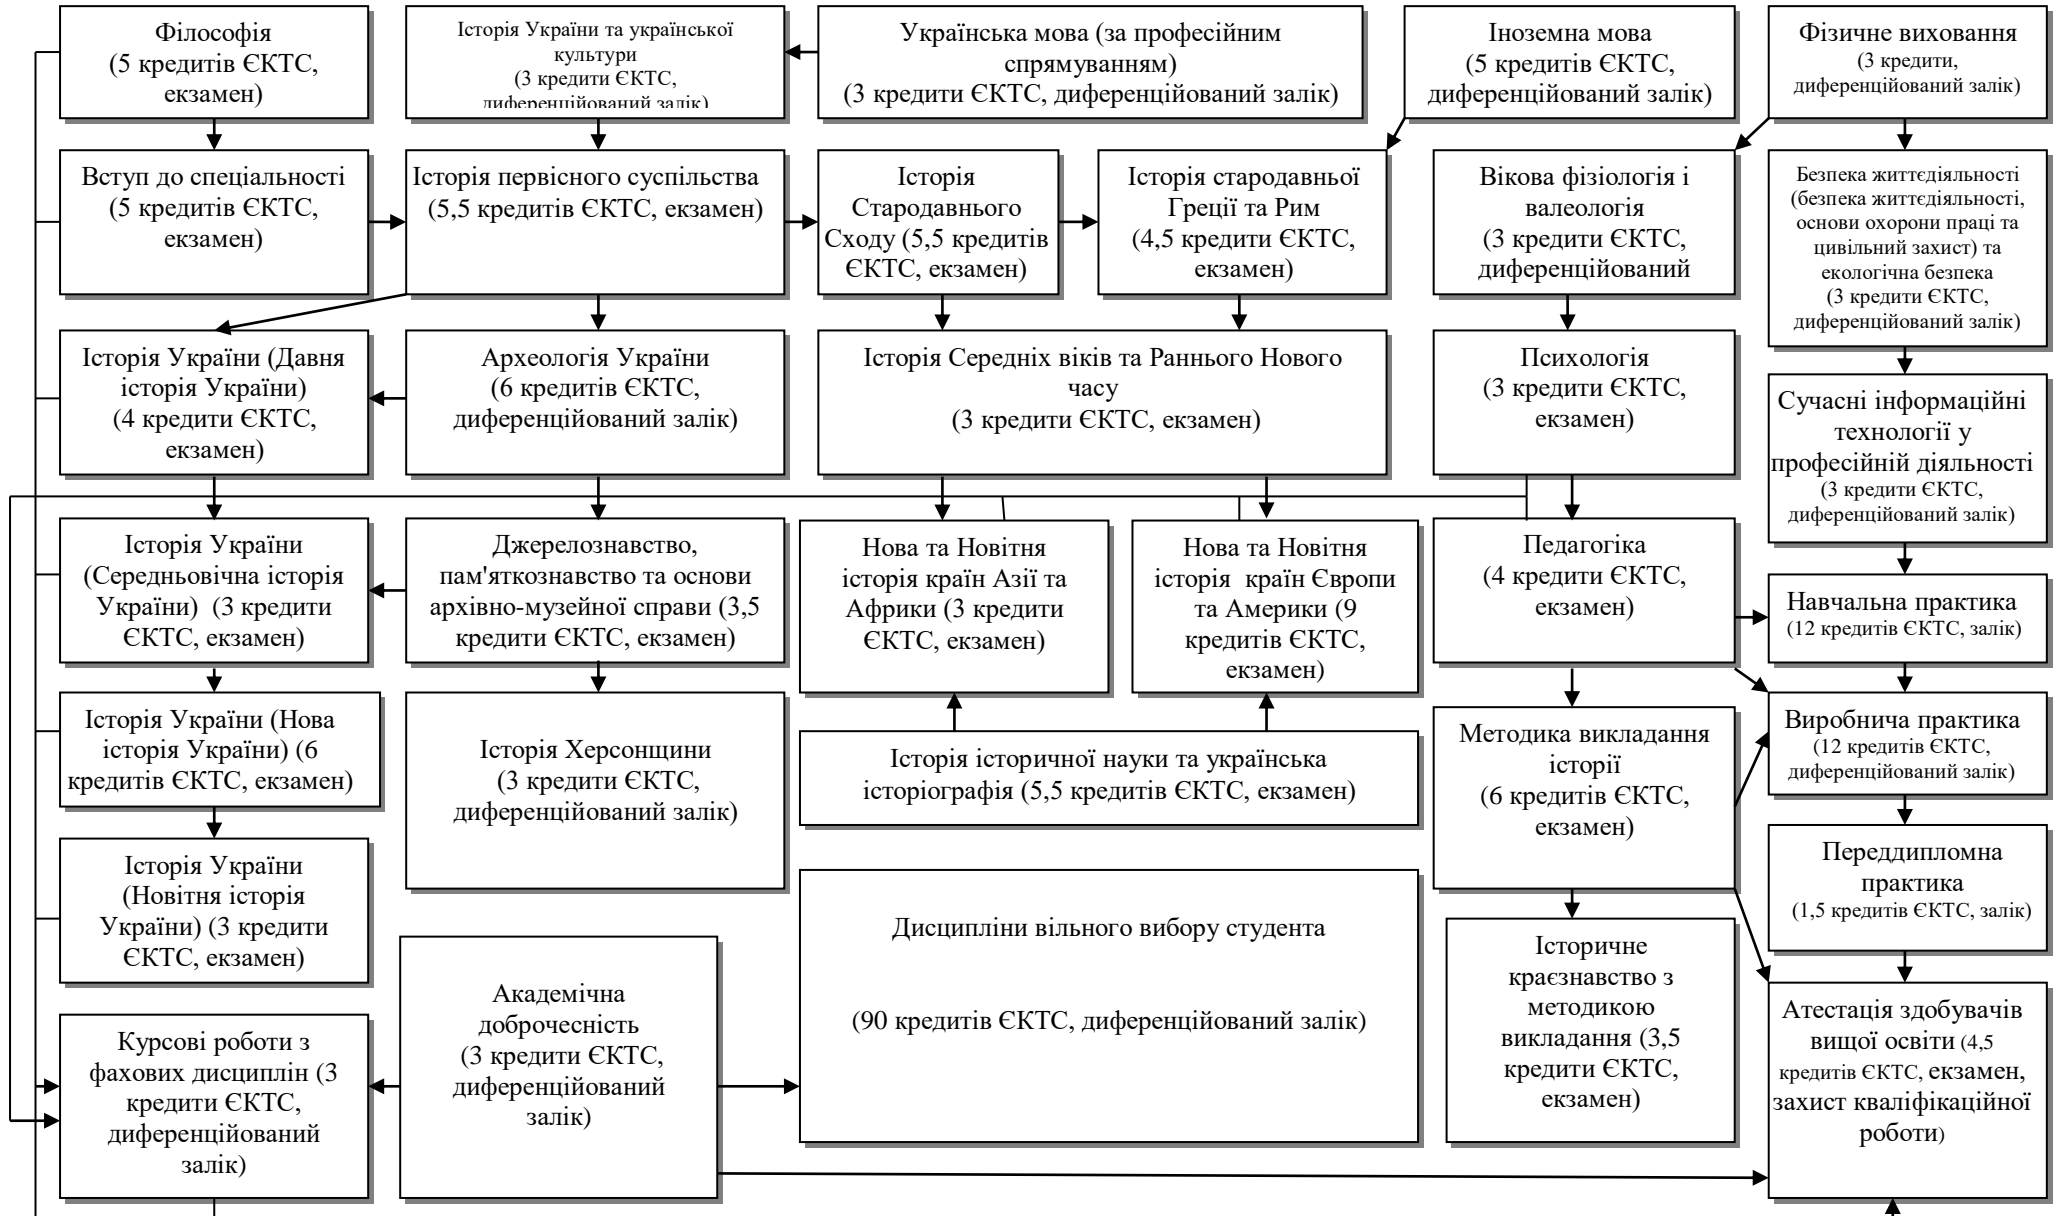 Філософія
(5 кредитів ЄКТС,
екзамен)
Історія України та української
культури
(3 кредити ЄКТС,
диференційований залік)
Українська мова (за професійним
спрямуванням)
(3 кредити ЄКТС, диференційований залік)
Іноземна мова
(5 кредитів ЄКТС,
диференційований залік)
Фізичне виховання
(3 кредити,
диференційований залік)
Вступ до спеціальності
(5 кредитів ЄКТС,
екзамен)
Історія первісного суспільства
(5,5 кредитів ЄКТС, екзамен)
Історія
Стародавнього
Сходу (5,5 кредитів
ЄКТС, екзамен)
Історія стародавньої
Греції та Рим
(4,5 кредити ЄКТС,
екзамен)
Вікова фізіологія і
валеологія
(3 кредити ЄКТС,
диференційований
Безпека життєдіяльності
(безпека життєдіяльності,
основи охорони праці та
цивільний захист) та
екологічна безпека
(3 кредити ЄКТС,
диференційований залік)
Історія України (Давня
історія України)
(4 кредити ЄКТС,
екзамен)
Археологія України
(6 кредитів ЄКТС,
диференційований залік)
Історія Середніх віків та Раннього Нового
часу
(3 кредити ЄКТС, екзамен)
Психологія
(3 кредити ЄКТС,
екзамен)
Сучасні інформаційні
технології у
професійній діяльності
(3 кредити ЄКТС,
диференційований залік)
Історія України
(Середньовічна історія
України) (3 кредити
ЄКТС, екзамен)
Джерелознавство,
пам'яткознавство та основи
архівно-музейної справи (3,5
кредити ЄКТС, екзамен)
Нова та Новітня
історія країн Азії та
Африки (3 кредити
ЄКТС, екзамен)
Нова та Новітня
історія країн Європи
та Америки (9
кредитів ЄКТС,
екзамен)
Педагогіка
(4 кредити ЄКТС,
екзамен)
Навчальна практика
(12 кредитів ЄКТС, залік)
Історія України (Нова
історія України) (6
кредитів ЄКТС, екзамен)
Історія Херсонщини
(3 кредити ЄКТС,
диференційований залік)
Історія історичної науки та українська
історіографія (5,5 кредитів ЄКТС, екзамен)
Методика викладання
історії
(6 кредитів ЄКТС,
екзамен)
Виробнича практика
(12 кредитів ЄКТС,
диференційований залік)
Історія України
(Новітня історія
України) (3 кредити
ЄКТС, екзамен)
Переддипломна
практика
(1,5 кредитів ЄКТС, залік)
Дисципліни вільного вибору студента
(90 кредитів ЄКТС, диференційований залік)
Історичне
краєзнавство з
методикою
викладання (3,5
кредити ЄКТС,
екзамен)
Академічна
доброчесність
(3 кредити ЄКТС,
диференційований
залік)
Курсові роботи з
фахових дисциплін (3
кредити ЄКТС,
диференційований
залік)
Атестація здобувачів
вищої освіти (4,5
кредитів ЄКТС, екзамен,
захист кваліфікаційної
роботи)